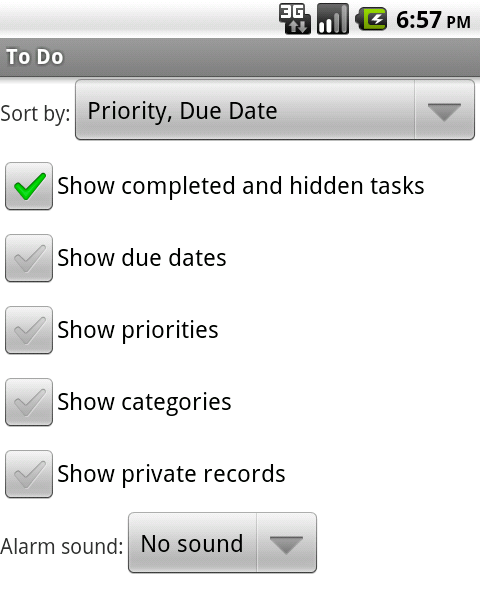 3G 6:57 PM
To Do
Sort by: Priority, Due Date
Show completed and hidden tasks
Show due dates
Show priorities
Show categories
Show private records
Alarm sound: No sound